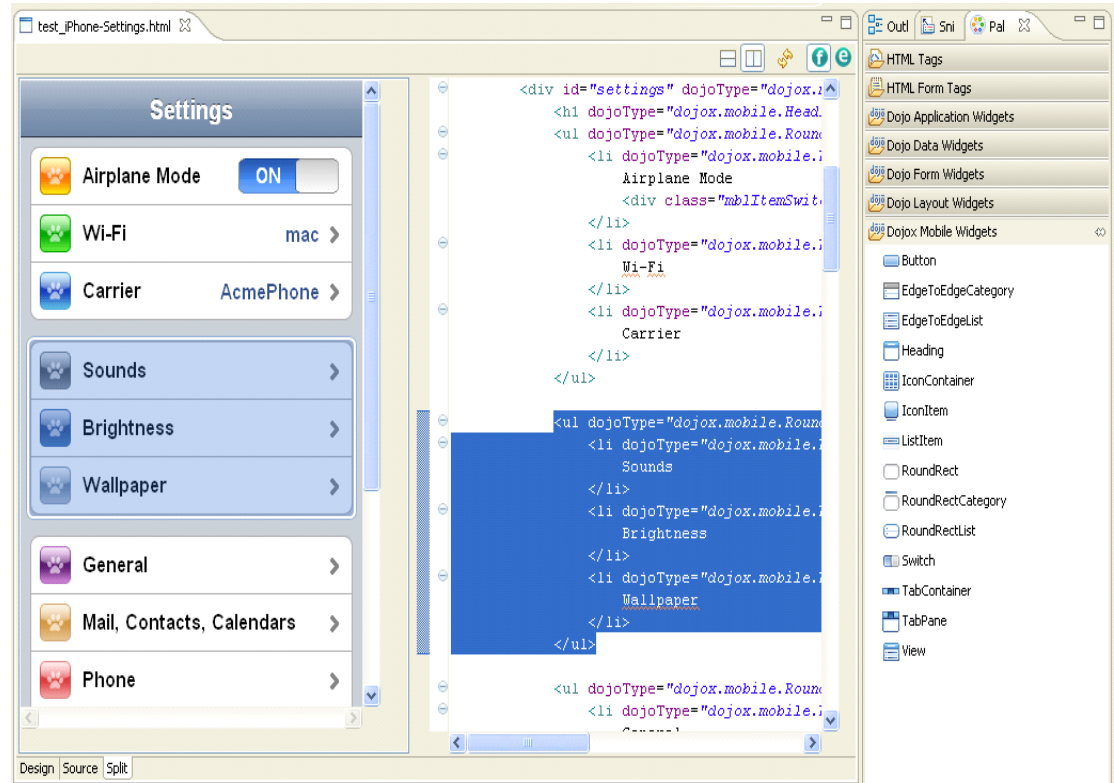 test_iPhone-Settings.html
Settings
Airplane Mode ON
Wi-Fi mac
Carrier AcmePhone
Sounds
Brightness
Wallpaper
General
Mail, Contacts, Calendars
Phone
<div id="settings" dojoType="dojox.
<h1 dojoType="dojox.mobile.Head
<ul dojoType="dojox.mobile.Roun
<li dojoType="dojox.mobile.
Airplane Mode
<div class="mblItemSwit
</li>
<li dojoType="dojox.mobile.
Wi-Fi
</li>
<li dojoType="dojox.mobile.
Carrier
</li>
</ul>
<ul dojoType="dojox.mobile.Roun
<li dojoType="dojox.mobile.
Sounds
</li>
<li dojoType="dojox.mobile.
Brightness
</li>
<li dojoType="dojox.mobile.
Wallpaper
</li>
</ul>
<ul dojoType="dojox.mobile.Roun
<li dojoType="dojox.mobile.
Design Source Split
Outl Sni Pal
HTML Tags
HTML Form Tags
Dojo Application Widgets
Dojo Data Widgets
Dojo Form Widgets
Dojo Layout Widgets
Dojox Mobile Widgets
Button
EdgeToEdgeCategory
EdgeToEdgeList
Heading
IconContainer
IconItem
ListItem
RoundRect
RoundRectCategory
RoundRectList
Switch
TabContainer
TabPane
View